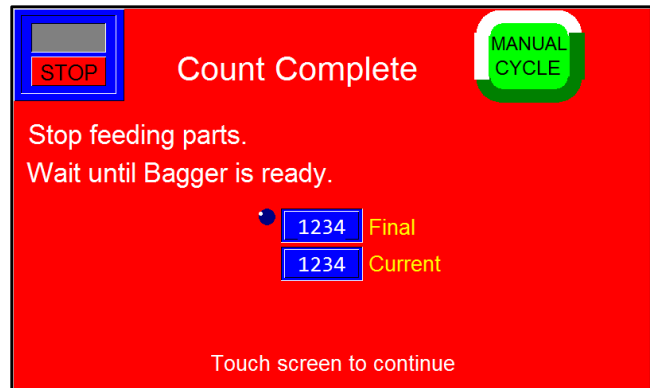 STOP
Count Complete
MANUAL
CYCLE
Stop feeding parts.
Wait until Bagger is ready.
1234 Final
1234 Current
Touch screen to continue